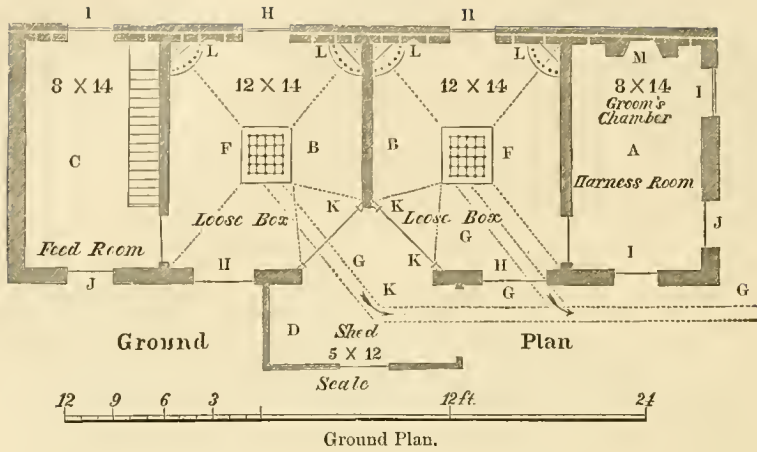 I H H
L L L L M
8 X 14 12 X 14 12 X 14 8 X 14 I
Groom's
Chamber
C F B B F A
Harness Room
K K
Loose Box Loose Box
G G J
Feed Room K K I
J H K H G G
D Shed
Ground Plan
5 X 12
Scale
12 9 6 3 12ft. 24
Ground Plan.